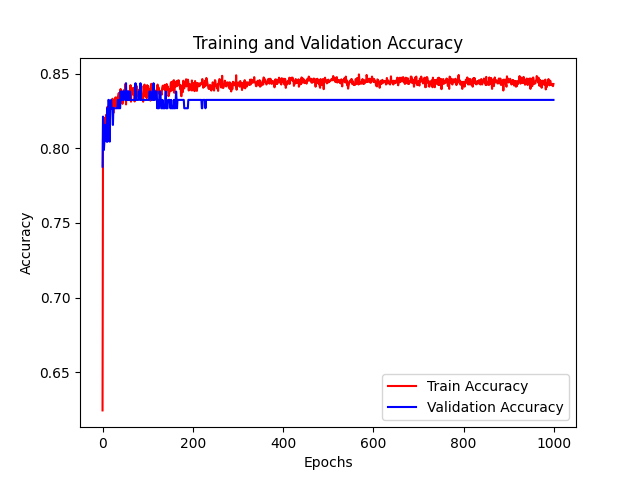 Training and Validation Accuracy
0.85
0.80
0.75
0.70
0.65
Accuracy
0
200
400
600
800
1000
Epochs
Train Accuracy
Validation Accuracy